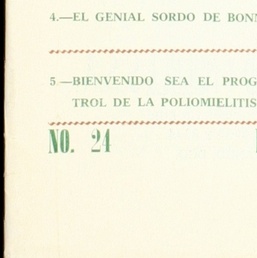 4.—EL GENIAL SORDO DE BONN
5—BIENVENIDO SEA EL PROG
TROL DE LA POLIOMIELITIS
NO. 24